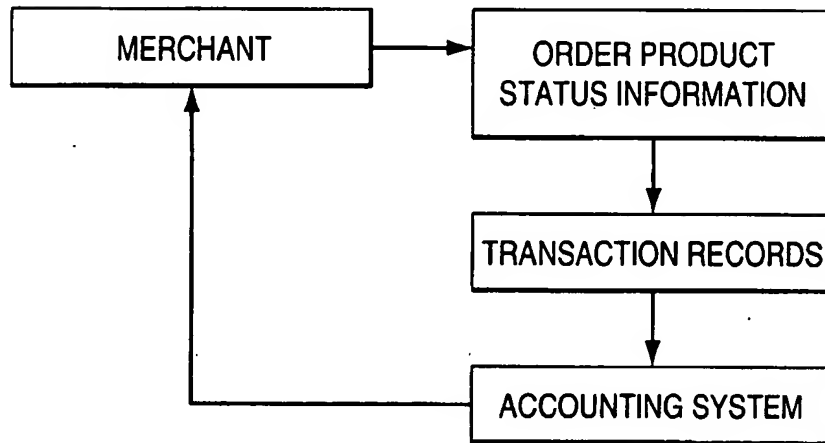 MERCHANT
ORDER PRODUCT
STATUS INFORMATION
TRANSACTION RECORDS
ACCOUNTING SYSTEM